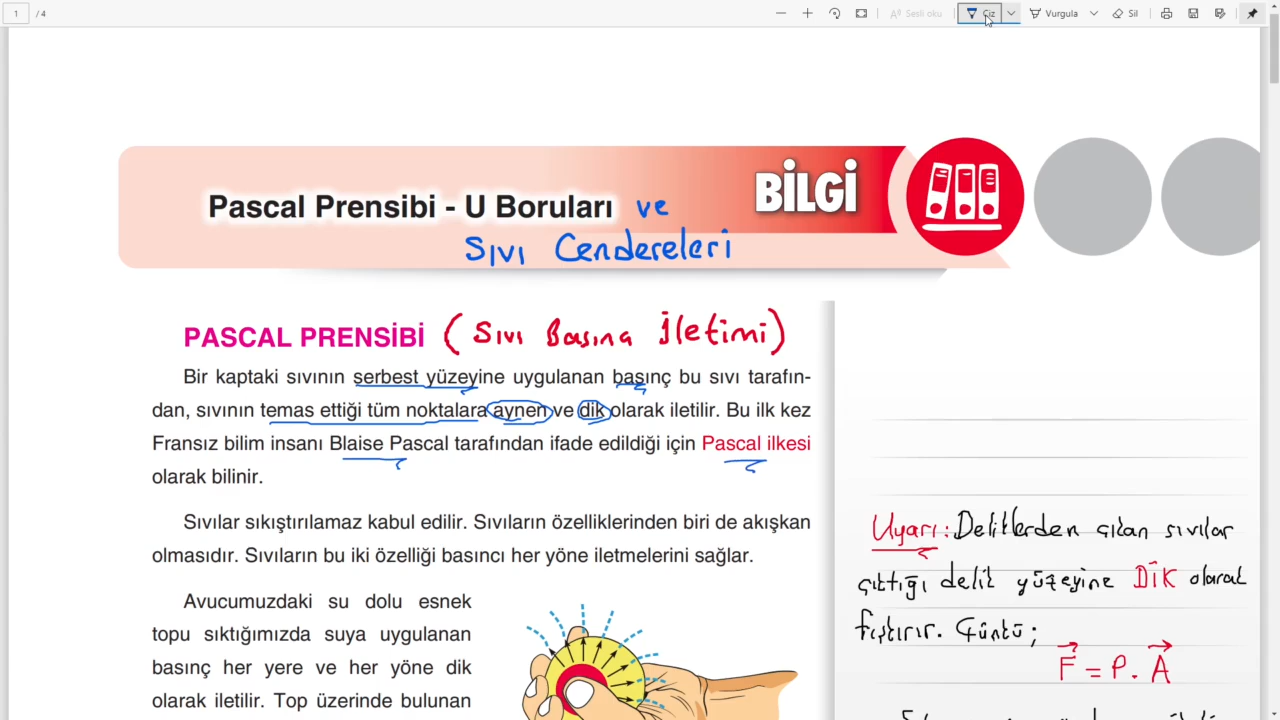 1 / 4
Sesli oku
Çiz
Vurgula
Sil
Pascal Prensibi - U Boruları ve
Sıvı Cendereleri
BİLGİ
PASCAL PRENSİBİ (Sıvı Basına İletimi)
Bir kaptaki sıvının serbest yüzeyine uygulanan basınç bu sıvı tarafın-
dan, sıvının temas ettiği tüm noktalara aynen ve dik olarak iletilir. Bu ilk kez
Fransız bilim insanı Blaise Pascal tarafından ifade edildiği için Pascal ilkesi
olarak bilinir.
Sıvılar sıkıştırılamaz kabul edilir. Sıvıların özelliklerinden biri de akışkan
olmasıdır. Sıvıların bu iki özelliği basıncı her yöne iletmelerini sağlar.
Avucumuzdaki su dolu esnek
topu sıktığımızda suya uygulanan
basınç her yere ve her yöne dik
olarak iletilir. Top üzerinde bulunan
Uyarı: Deliklerden çıkan sıvılar
çıktığı delik yüzeyine DİK olarak
fışkırır. Çünkü;
F = P. A